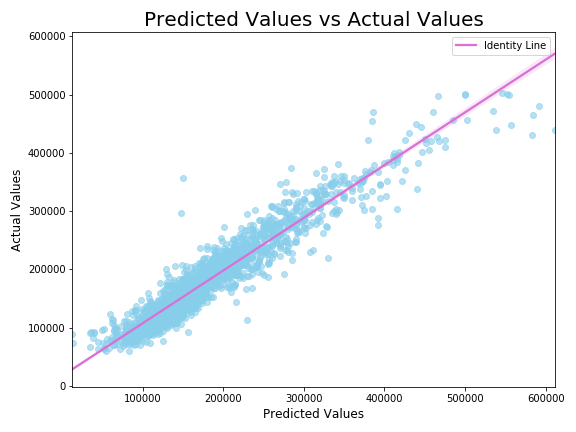 Predicted Values vs Actual Values
Identity Line
Actual Values
600000
500000
400000
300000
200000
100000
0
100000 200000 300000 400000 500000 600000
Predicted Values